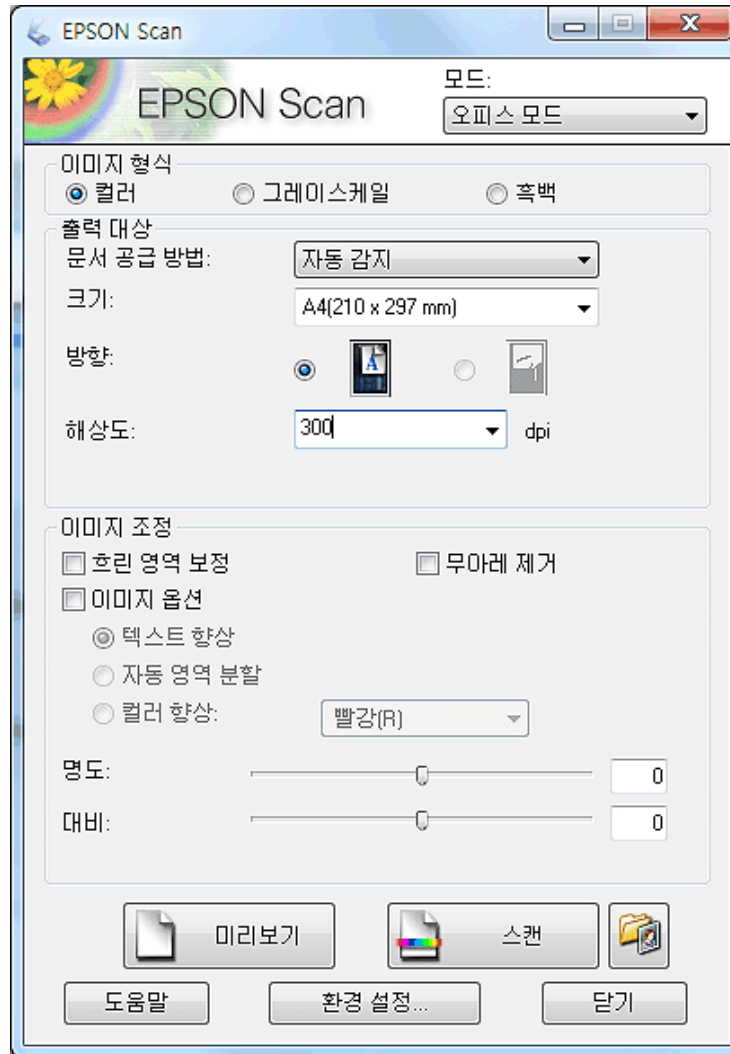 EPSON Scan
EPSON Scan
모드:
오피스 모드
이미지 형식
컬러 그레이스케일 흑백
출력 대상
문서 공급 방법: 자동 감지
크기: A4(210 x 297 mm)
방향: A
해상도: 300 dpi
이미지 조정
흐린 영역 보정 무아레 제거
이미지 옵션
텍스트 향상
자동 영역 분할
컬러 향상: 빨강(R)
명도: 0
대비: 0
미리보기 스캔
도움말 환경 설정... 닫기